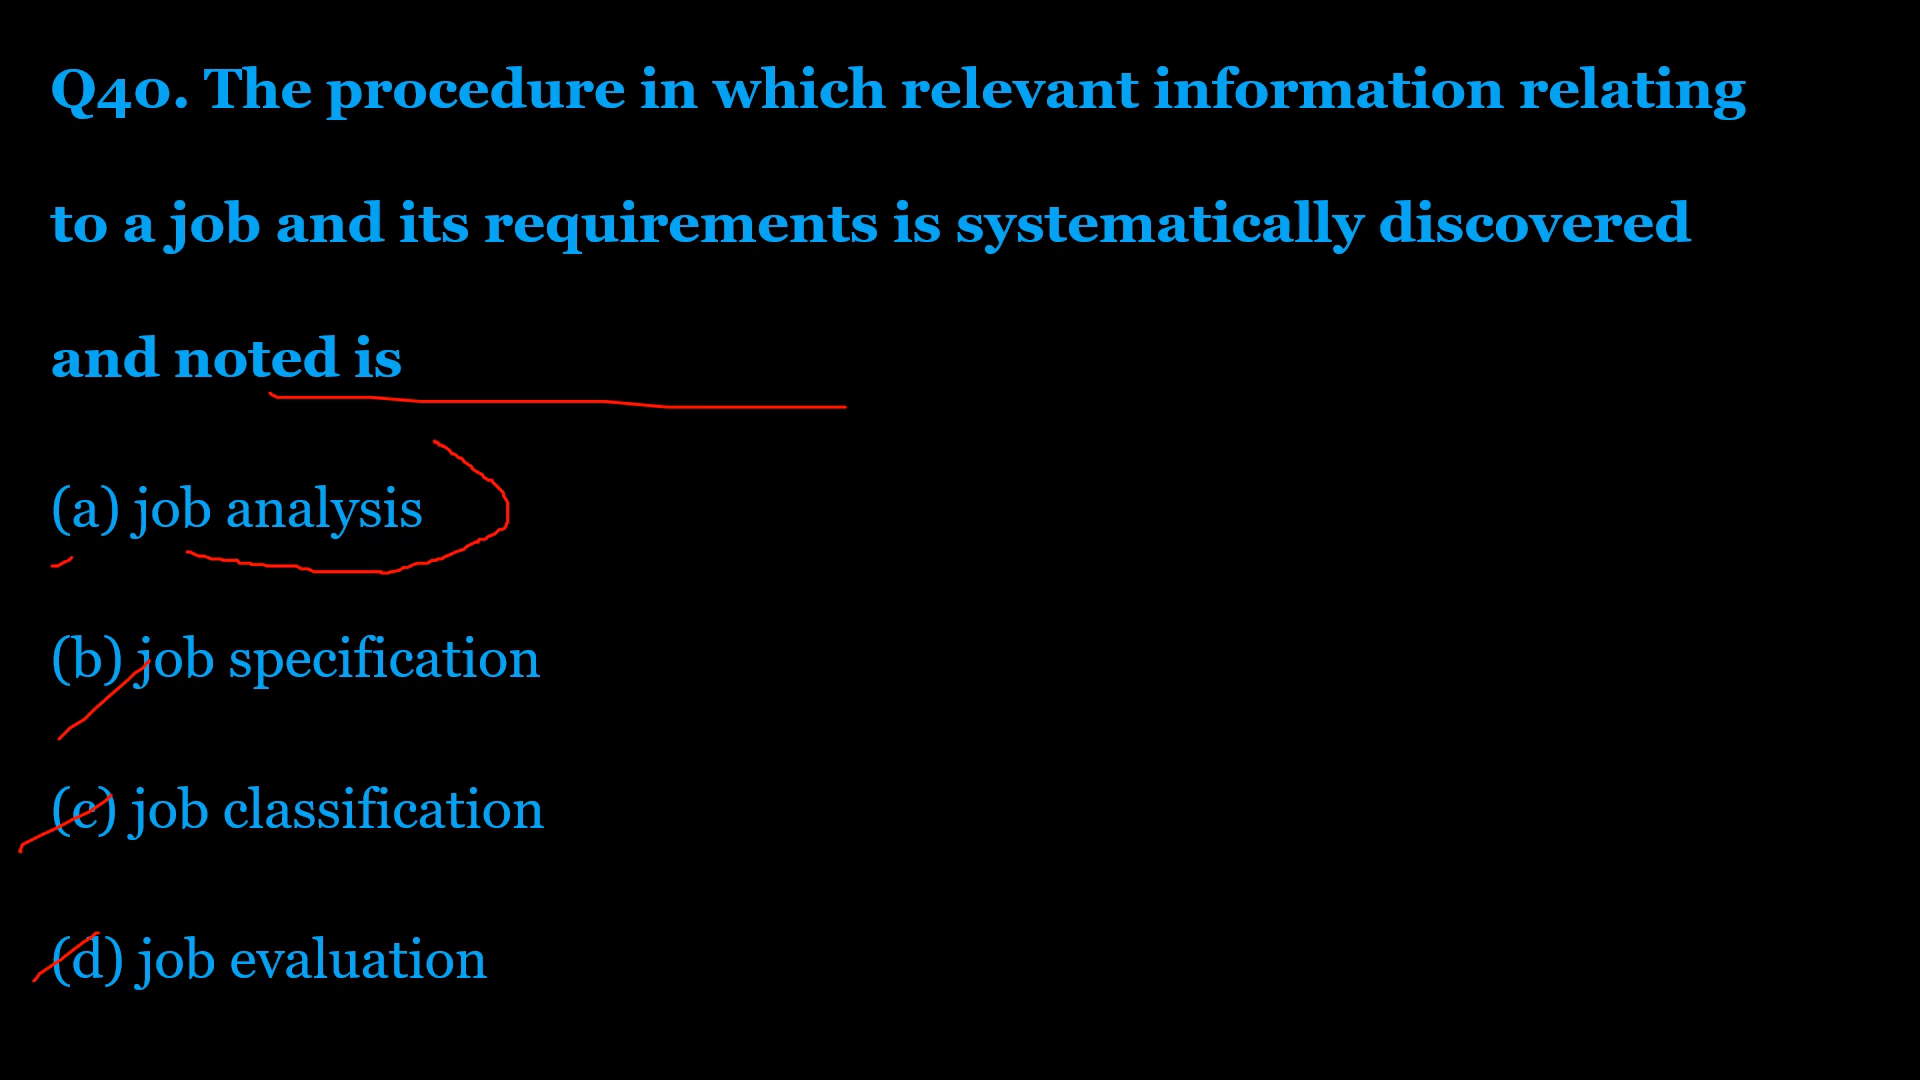 Q40. The procedure in which relevant information relating
to a job and its requirements is systematically discovered
and noted is
(a) job analysis
(b) job specification
(c) job classification
(d) job evaluation